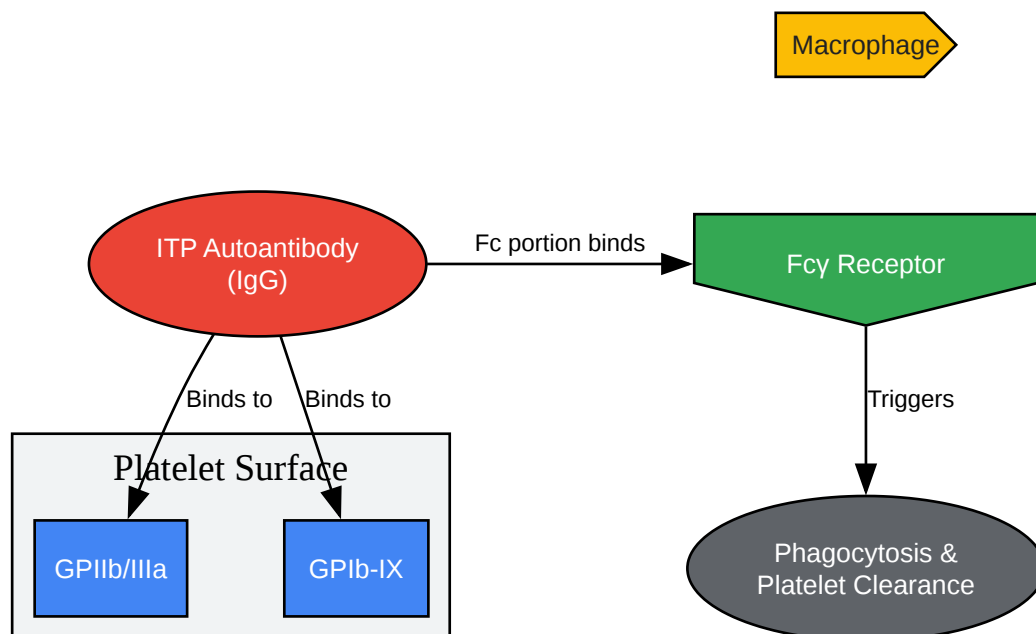 Macrophage
ITP Autoantibody
(IgG)
Fc portion binds
Fcγ Receptor
Binds to
Binds to
Triggers
Platelet Surface
GPIIb/IIIa
GPIb-IX
Phagocytosis &
Platelet Clearance